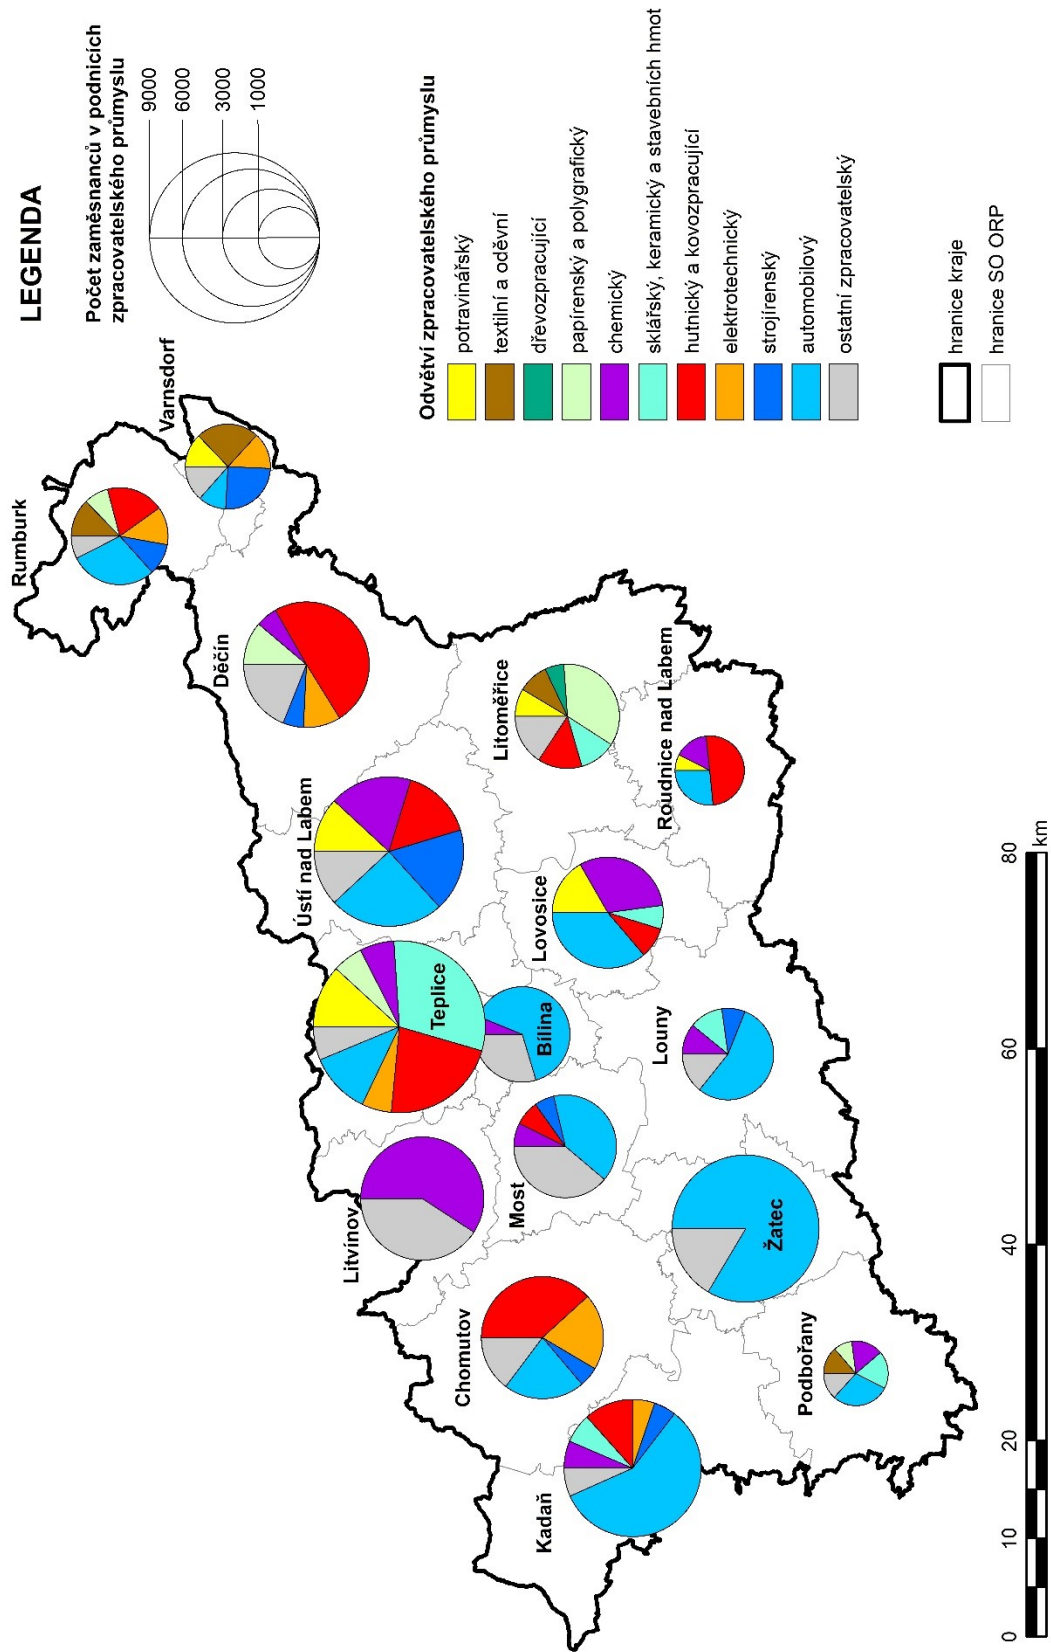 LEGENDA
Počet zaměsnanců v podnicích
zpracovatelského průmyslu
9000
6000
3000
1000
Odvětví zpracovatelského průmyslu
potravinářský
textilní a oděvní
dřevozpracující
papírenský a polygrafický
chemický
sklářský, keramický a stavebních hmot
hutnický a kovozpracující
elektrotechnický
strojírenský
automobilový
ostatní zpracovatelský
hranice kraje
hranice SO ORP
Rumburk
Varnsdorf
Děčín
Ústí nad Labem
Litoměřice
Roudnice nad Labem
Lovosice
Teplice
Bílina
Louny
Litvínov
Most
Žatec
Chomutov
Kadaň
Podbořany
0
10
20
40
60
80
km